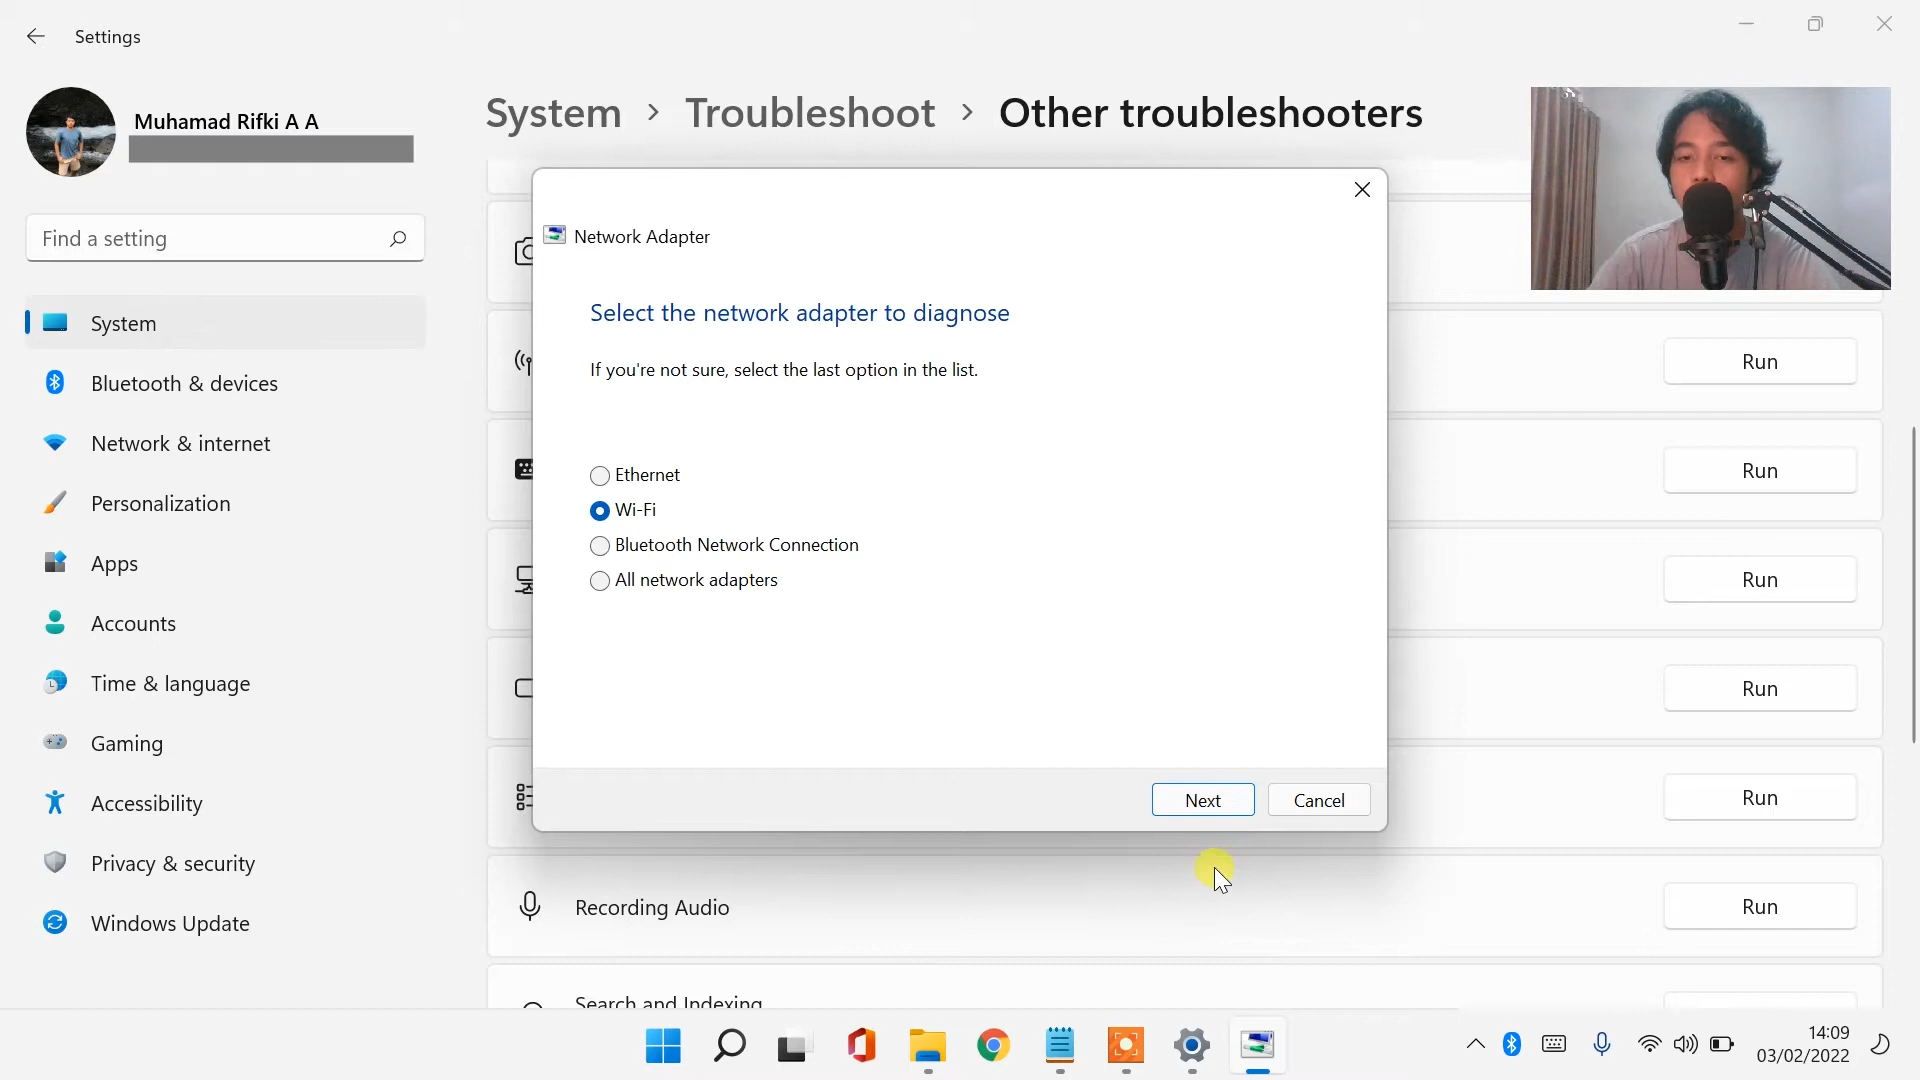 Settings
Muhamad Rifki A A
Find a setting
System
Bluetooth & devices
Network & internet
Personalization
Apps
Accounts
Time & language
Gaming
Accessibility
Privacy & security
Windows Update
System > Troubleshoot > Other troubleshooters
Network Adapter
Select the network adapter to diagnose
If you're not sure, select the last option in the list.
Ethernet
Wi-Fi
Bluetooth Network Connection
All network adapters
Next
Cancel
Run
Run
Run
Run
Run
Recording Audio
Run
Search and Indexing
14:09
03/02/2022